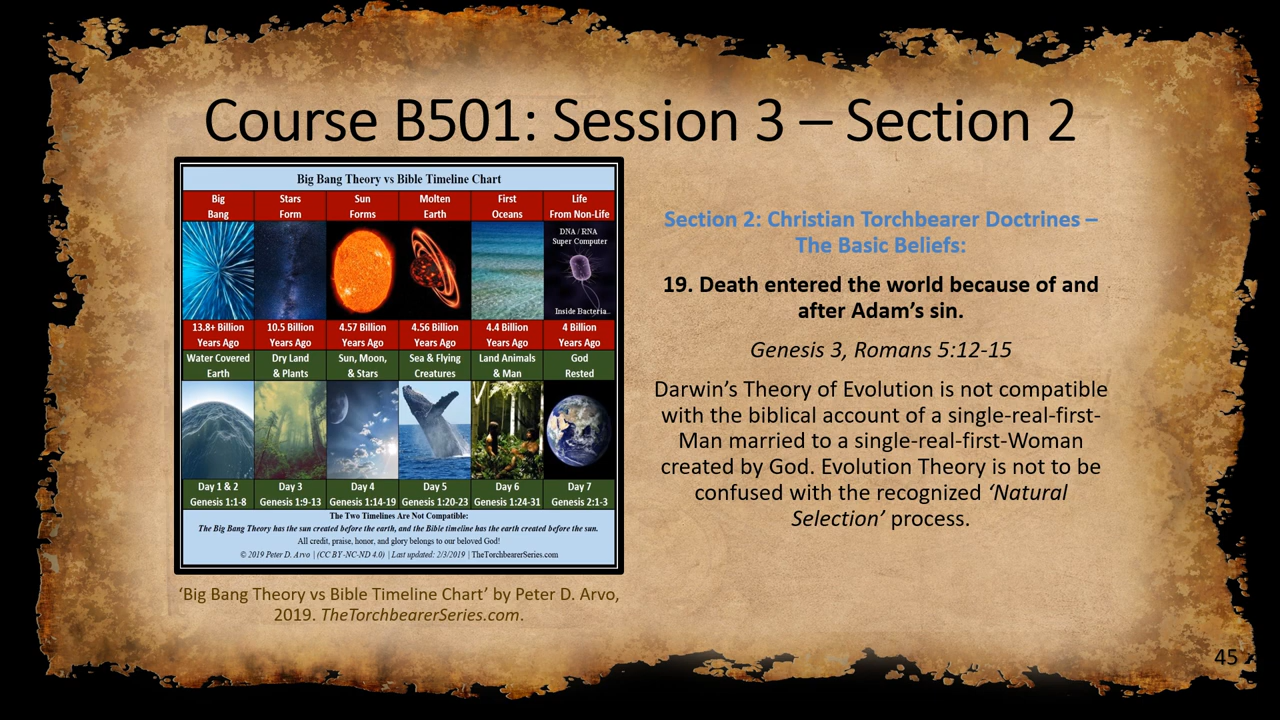 Course B501: Session 3 – Section 2
Big Bang Theory vs Bible Timeline Chart
Big Bang
Stars Form
Sun Forms
Molten Earth
First Oceans
Life From Non-Life
DNA / RNA
Super Computer
Inside Bacteria..
13.8+ Billion Years Ago
10.5 Billion Years Ago
4.57 Billion Years Ago
4.56 Billion Years Ago
4.4 Billion Years Ago
4 Billion Years Ago
Water Covered Earth
Dry Land & Plants
Sun, Moon, & Stars
Sea & Flying Creatures
Land Animals & Man
God Rested
Day 1 & 2 Genesis 1:1-8
Day 3 Genesis 1:9-13
Day 4 Genesis 1:14-19
Day 5 Genesis 1:20-23
Day 6 Genesis 1:24-31
Day 7 Genesis 2:1-3
The Two Timelines Are Not Compatible:
The Big Bang Theory has the sun created before the earth, and the Bible timeline has the earth created before the sun.
All credit, praise, honor, and glory belongs to our beloved God!
© 2019 Peter D. Arvo | (CC BY-NC-ND 4.0) | Last updated: 2/3/2019 | TheTorchbearerSeries.com
‘Big Bang Theory vs Bible Timeline Chart’ by Peter D. Arvo,
2019. TheTorchbearerSeries.com.
Section 2: Christian Torchbearer Doctrines –
The Basic Beliefs:
19. Death entered the world because of and
after Adam’s sin.
Genesis 3, Romans 5:12-15
Darwin’s Theory of Evolution is not compatible
with the biblical account of a single-real-first-
Man married to a single-real-first-Woman
created by God. Evolution Theory is not to be
confused with the recognized ‘Natural
Selection’ process.
45